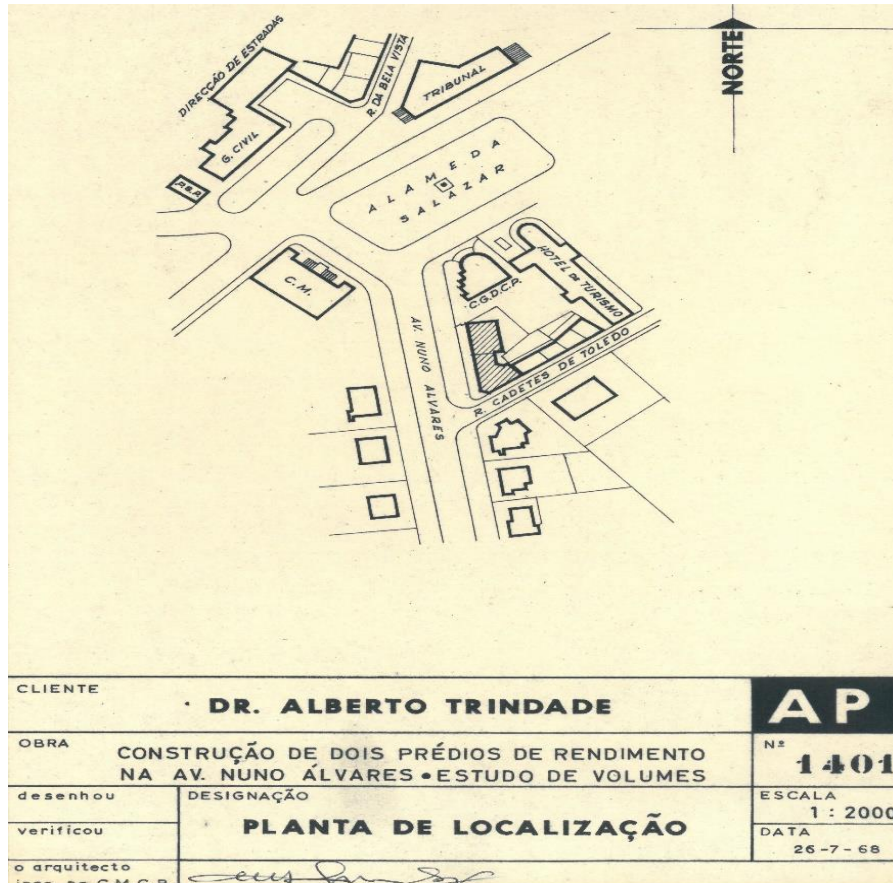 NORTE
DIRECÇÃO DE ESTRADAS
R. DA BELA VISTA
TRIBUNAL
G. CIVIL
ALAMEDA
SALAZAR
C. M.
C.G.D.C.P.
HOTEL DE TURISMO
AV. NUNO ALVARES
R. CADETES DE TOLEDO
CLIENTE
DR. ALBERTO TRINDADE
AP
OBRA
CONSTRUÇÃO DE DOIS PRÉDIOS DE RENDIMENTO
NA AV. NUNO ÁLVARES • ESTUDO DE VOLUMES
Nº
1401
desenhou
DESIGNAÇÃO
ESCALA
1 : 2000
verificou
PLANTA DE LOCALIZAÇÃO
DATA
26-7-68
o arquitecto